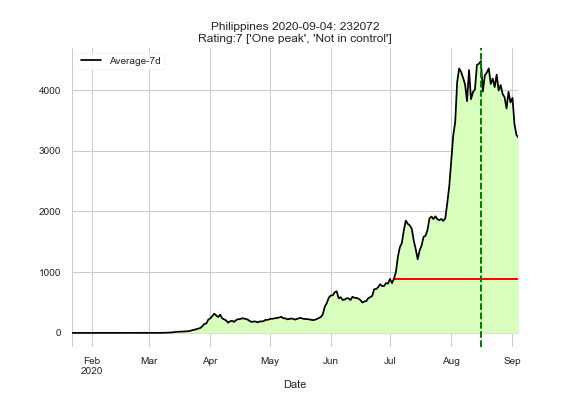 Philippines 2020-09-04: 232072
Rating:7 ['One peak', 'Not in control']
Average-7d
4000
3000
2000
1000
0
Feb Mar Apr May Jun Jul Aug Sep
2020
Date